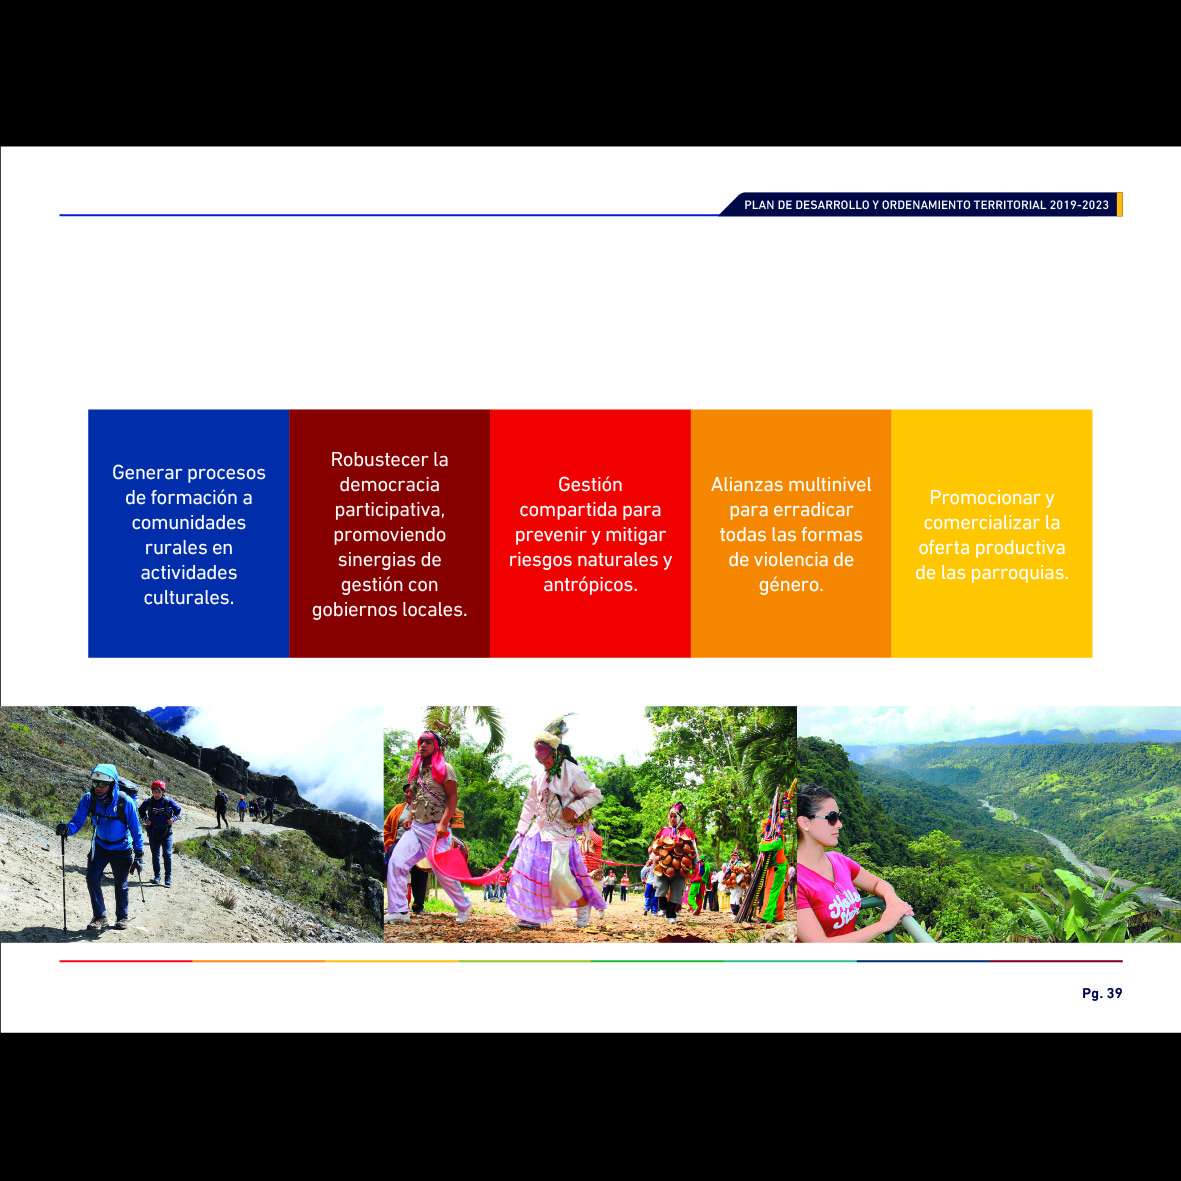 PLAN DE DESARROLLO Y ORDENAMIENTO TERRITORIAL 2019-2023
Generar procesos
de formación a
comunidades
rurales en
actividades
culturales.
Robustecer la
democracia
participativa,
promoviendo
sinergias de
gestión con
gobiernos locales.
Gestión
compartida para
prevenir y mitigar
riesgos naturales y
antrópicos.
Alianzas multinivel
para erradicar
todas las formas
de violencia de
género.
Promocionar y
comercializar la
oferta productiva
de las parroquias.
Pg. 39